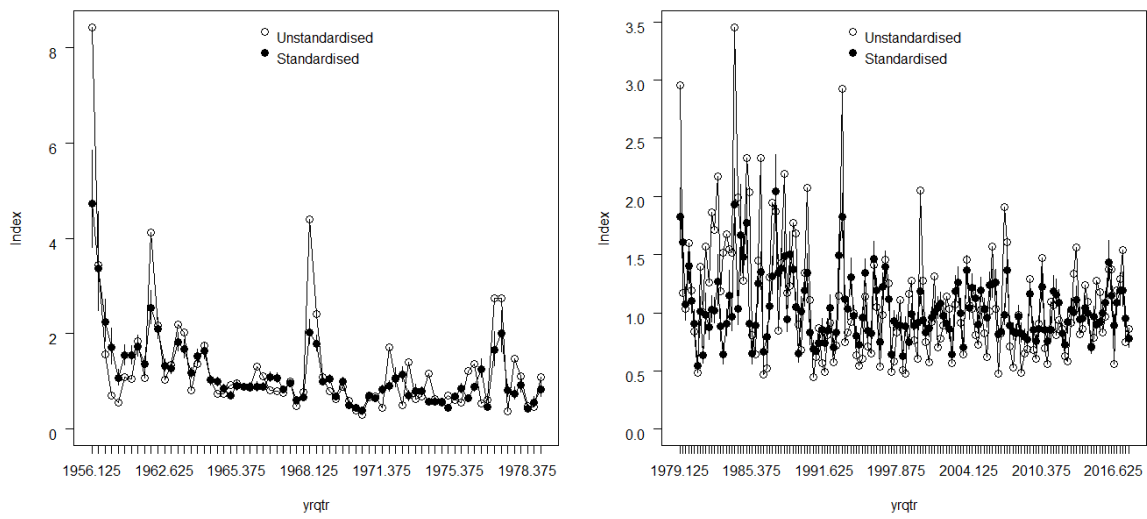 Unstandardised
Standardised
Index
8
6
4
2
0
1956.125 1962.625 1965.375 1968.125 1971.375 1975.375 1978.375
yrqtr
Unstandardised
Standardised
Index
3.5
3.0
2.5
2.0
1.5
1.0
0.5
0.0
1979.125 1985.375 1991.625 1997.875 2004.125 2010.375 2016.625
yrqtr